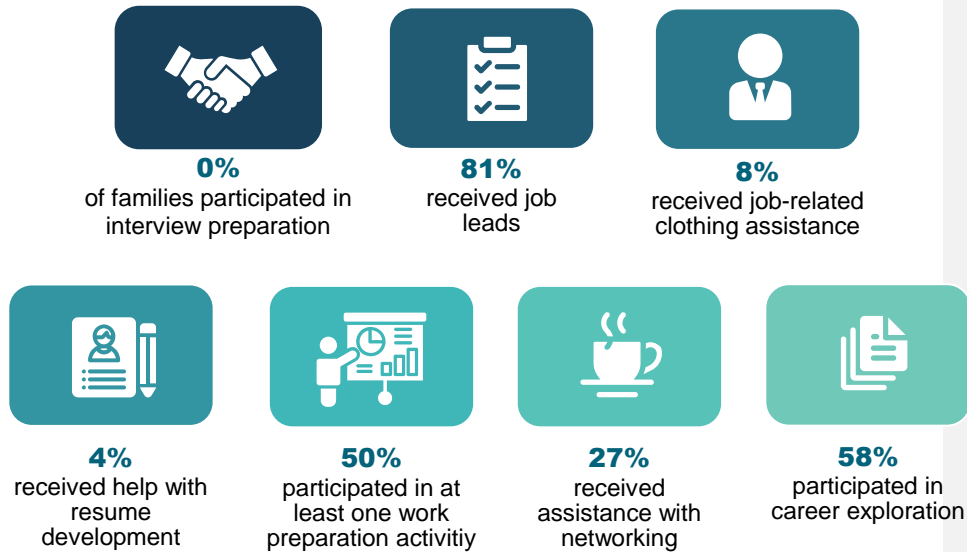 0%
of families participated in
interview preparation
81%
received job
leads
8%
received job-related
clothing assistance
4%
received help with
resume
development
50%
participated in at
least one work
preparation activitiy
27%
received
assistance with
networking
58%
participated in
career exploration